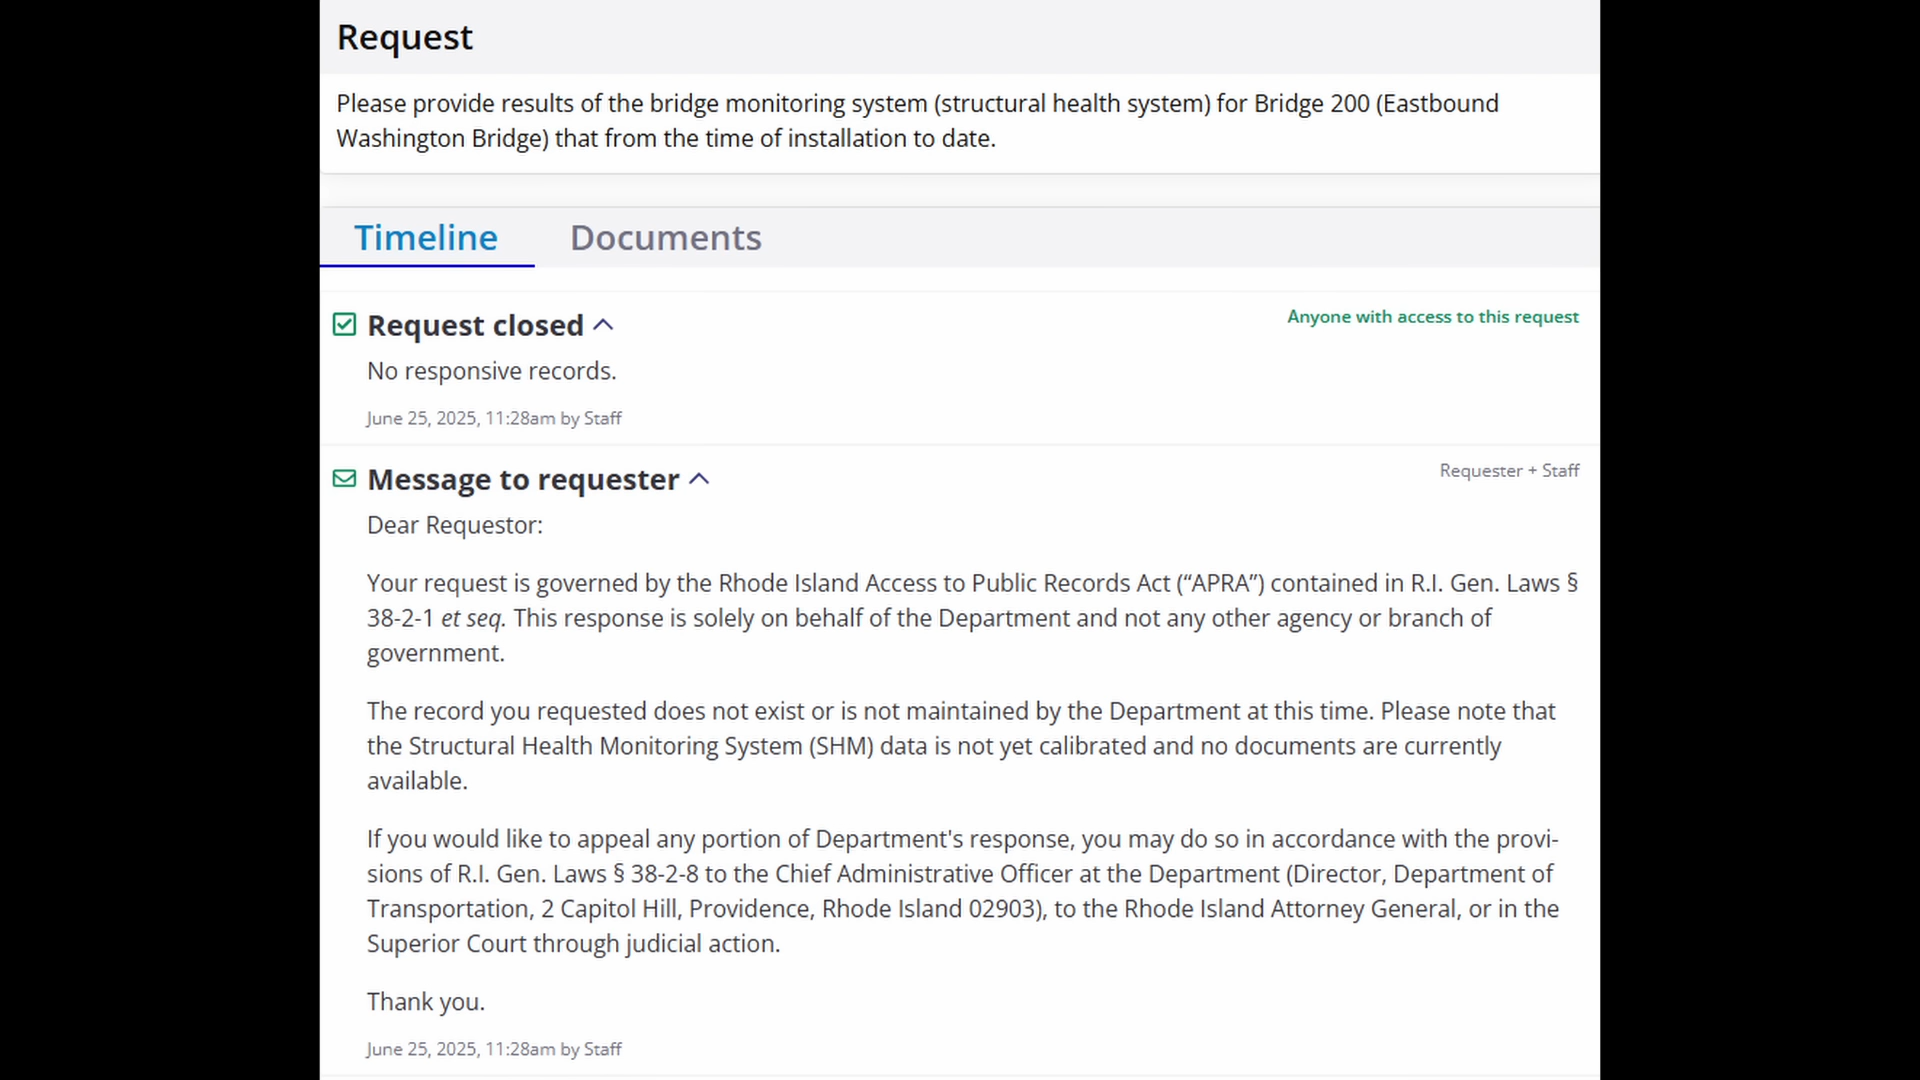 Request
Please provide results of the bridge monitoring system (structural health system) for Bridge 200 (Eastbound
Washington Bridge) that from the time of installation to date.
Timeline
Documents
Request closed
Anyone with access to this request
No responsive records.
June 25, 2025, 11:28am by Staff
Message to requester
Requester + Staff
Dear Requestor:
Your request is governed by the Rhode Island Access to Public Records Act (“APRA”) contained in R.I. Gen. Laws §
38-2-1 et seq. This response is solely on behalf of the Department and not any other agency or branch of
government.
The record you requested does not exist or is not maintained by the Department at this time. Please note that
the Structural Health Monitoring System (SHM) data is not yet calibrated and no documents are currently
available.
If you would like to appeal any portion of Department's response, you may do so in accordance with the provi-
sions of R.I. Gen. Laws § 38-2-8 to the Chief Administrative Officer at the Department (Director, Department of
Transportation, 2 Capitol Hill, Providence, Rhode Island 02903), to the Rhode Island Attorney General, or in the
Superior Court through judicial action.
Thank you.
June 25, 2025, 11:28am by Staff